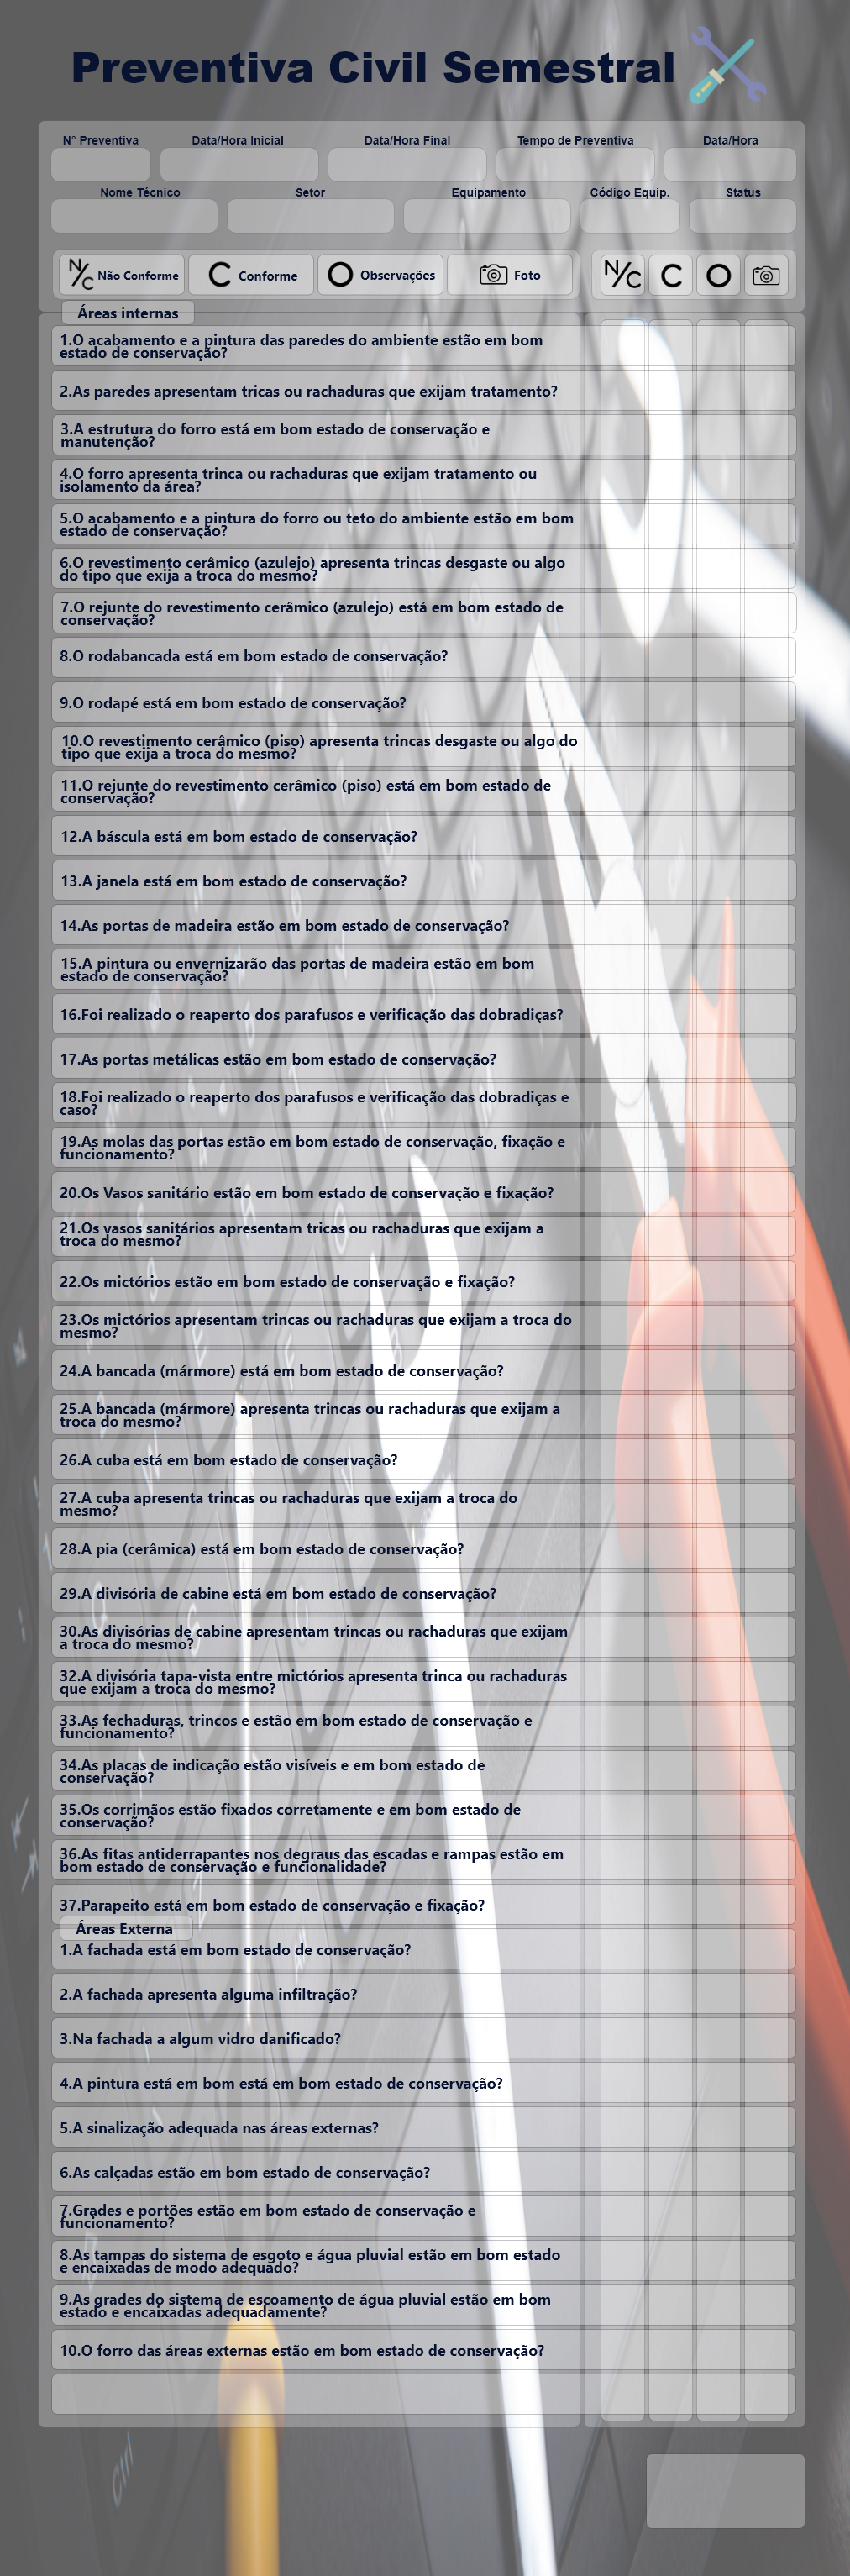 Preventiva Civil Semestral
N° Preventiva Data/Hora Inicial Data/Hora Final Tempo de Preventiva Data/Hora
Nome Técnico Setor Equipamento Código Equip. Status
N/C Não Conforme C Conforme O Observações Foto N/C C O
Áreas internas
1.O acabamento e a pintura das paredes do ambiente estão em bom
estado de conservação?
2.As paredes apresentam tricas ou rachaduras que exijam tratamento?
3.A estrutura do forro está em bom estado de conservação e
manutenção?
4.O forro apresenta trinca ou rachaduras que exijam tratamento ou
isolamento da área?
5.O acabamento e a pintura do forro ou teto do ambiente estão em bom
estado de conservação?
6.O revestimento cerâmico (azulejo) apresenta trincas desgaste ou algo
do tipo que exija a troca do mesmo?
7.O rejunte do revestimento cerâmico (azulejo) está em bom estado de
conservação?
8.O rodabancada está em bom estado de conservação?
9.O rodapé está em bom estado de conservação?
10.O revestimento cerâmico (piso) apresenta trincas desgaste ou algo do
tipo que exija a troca do mesmo?
11.O rejunte do revestimento cerâmico (piso) está em bom estado de
conservação?
12.A báscula está em bom estado de conservação?
13.A janela está em bom estado de conservação?
14.As portas de madeira estão em bom estado de conservação?
15.A pintura ou envernizarão das portas de madeira estão em bom
estado de conservação?
16.Foi realizado o reaperto dos parafusos e verificação das dobradiças?
17.As portas metálicas estão em bom estado de conservação?
18.Foi realizado o reaperto dos parafusos e verificação das dobradiças e
caso?
19.As molas das portas estão em bom estado de conservação, fixação e
funcionamento?
20.Os Vasos sanitário estão em bom estado de conservação e fixação?
21.Os vasos sanitários apresentam tricas ou rachaduras que exijam a
troca do mesmo?
22.Os mictórios estão em bom estado de conservação e fixação?
23.Os mictórios apresentam trincas ou rachaduras que exijam a troca do
mesmo?
24.A bancada (mármore) está em bom estado de conservação?
25.A bancada (mármore) apresenta trincas ou rachaduras que exijam a
troca do mesmo?
26.A cuba está em bom estado de conservação?
27.A cuba apresenta trincas ou rachaduras que exijam a troca do
mesmo?
28.A pia (cerâmica) está em bom estado de conservação?
29.A divisória de cabine está em bom estado de conservação?
30.As divisórias de cabine apresentam trincas ou rachaduras que exijam
a troca do mesmo?
32.A divisória tapa-vista entre mictórios apresenta trinca ou rachaduras
que exijam a troca do mesmo?
33.As fechaduras, trincos e estão em bom estado de conservação e
funcionamento?
34.As placas de indicação estão visíveis e em bom estado de
conservação?
35.Os corrimãos estão fixados corretamente e em bom estado de
conservação?
36.As fitas antiderrapantes nos degraus das escadas e rampas estão em
bom estado de conservação e funcionalidade?
37.Parapeito está em bom estado de conservação e fixação?
Áreas Externa
1.A fachada está em bom estado de conservação?
2.A fachada apresenta alguma infiltração?
3.Na fachada a algum vidro danificado?
4.A pintura está em bom está em bom estado de conservação?
5.A sinalização adequada nas áreas externas?
6.As calçadas estão em bom estado de conservação?
7.Grades e portões estão em bom estado de conservação e
funcionamento?
8.As tampas do sistema de esgoto e água pluvial estão em bom estado
e encaixadas de modo adequado?
9.As grades do sistema de escoamento de água pluvial estão em bom
estado e encaixadas adequadamente?
10.O forro das áreas externas estão em bom estado de conservação?
Ctrl